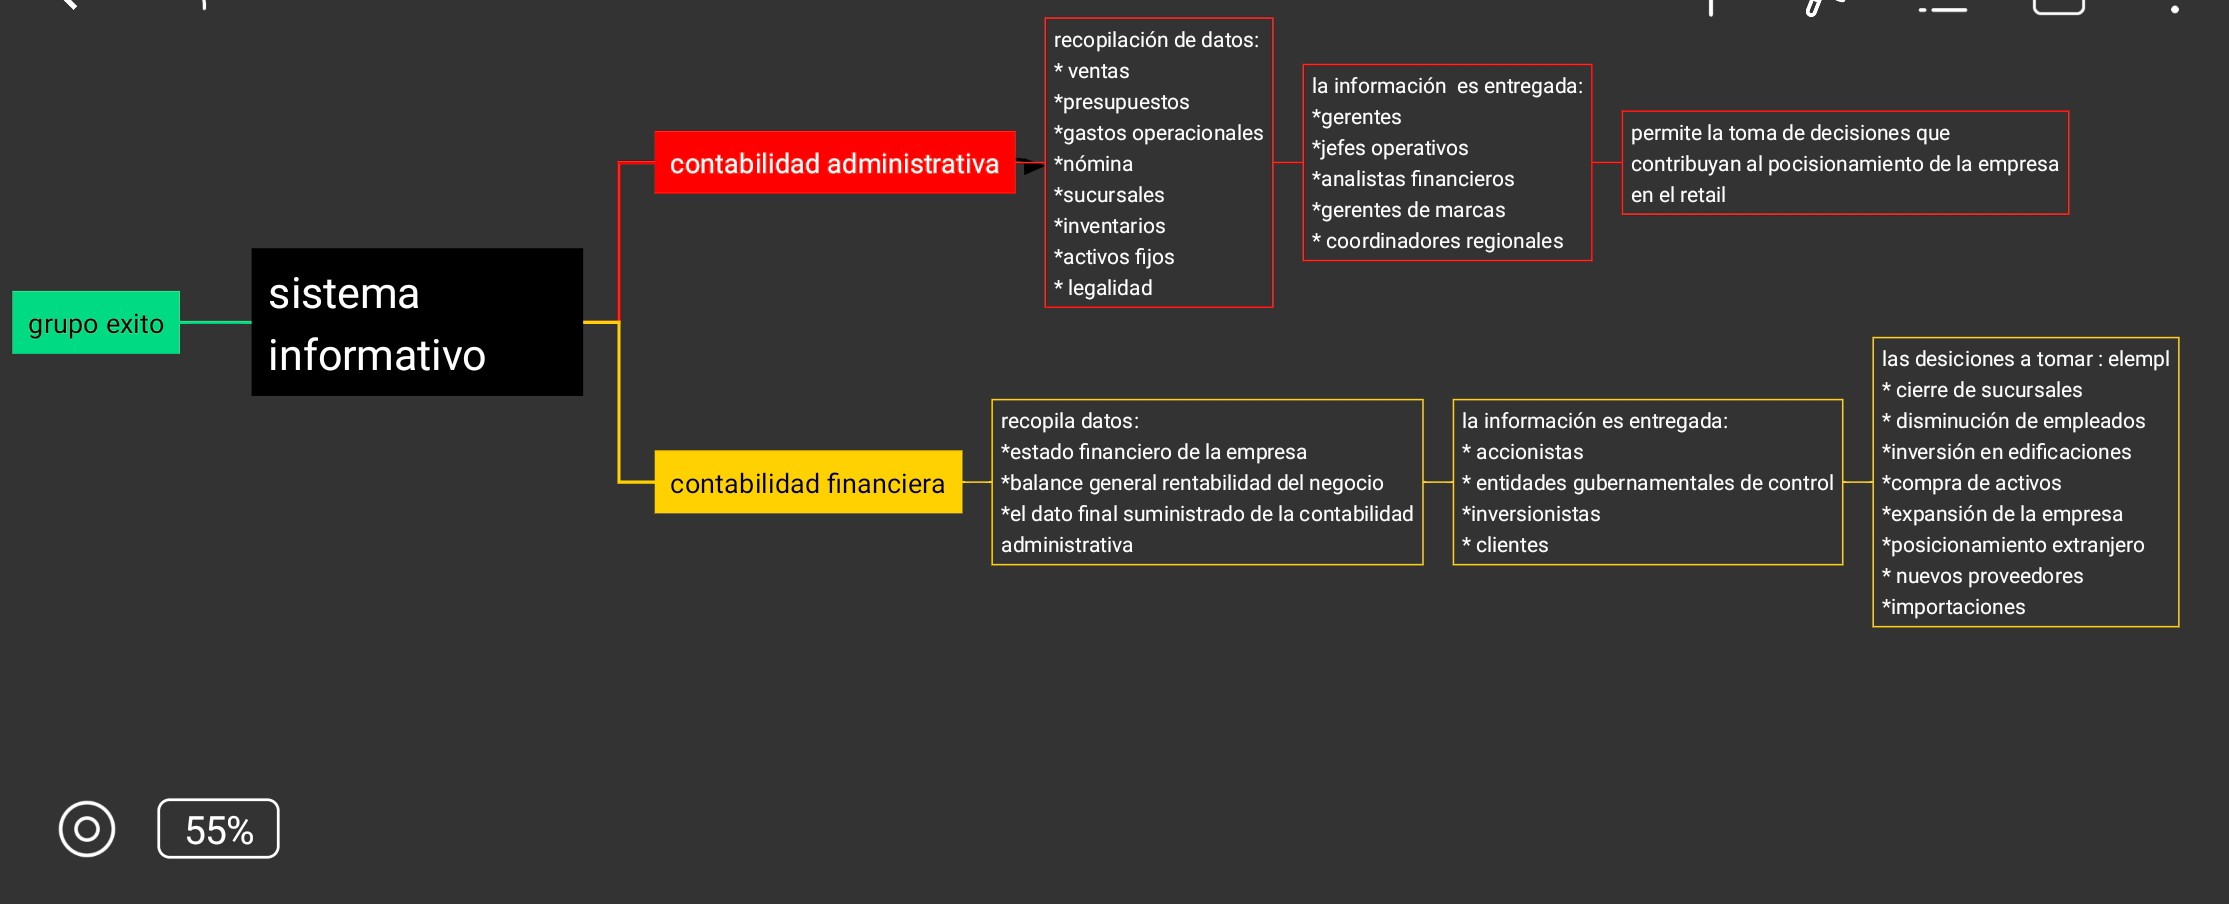 grupo exito
sistema
informativo
contabilidad administrativa
recopilación de datos:
* ventas
*presupuestos
*gastos operacionales
*nómina
*sucursales
*inventarios
*activos fijos
* legalidad
la información  es entregada:
*gerentes
*jefes operativos
*analistas financieros
*gerentes de marcas
* coordinadores regionales
permite la toma de decisiones que
contribuyan al pocisionamiento de la empresa
en el retail
contabilidad financiera
recopila datos:
*estado financiero de la empresa
*balance general rentabilidad del negocio
*el dato final suministrado de la contabilidad
administrativa
la información es entregada:
* accionistas
* entidades gubernamentales de control
*inversionistas
* clientes
las desiciones a tomar : elempl
* cierre de sucursales
* disminución de empleados
*inversión en edificaciones
*compra de activos
*expansión de la empresa
*posicionamiento extranjero
* nuevos proveedores
*importaciones
55%